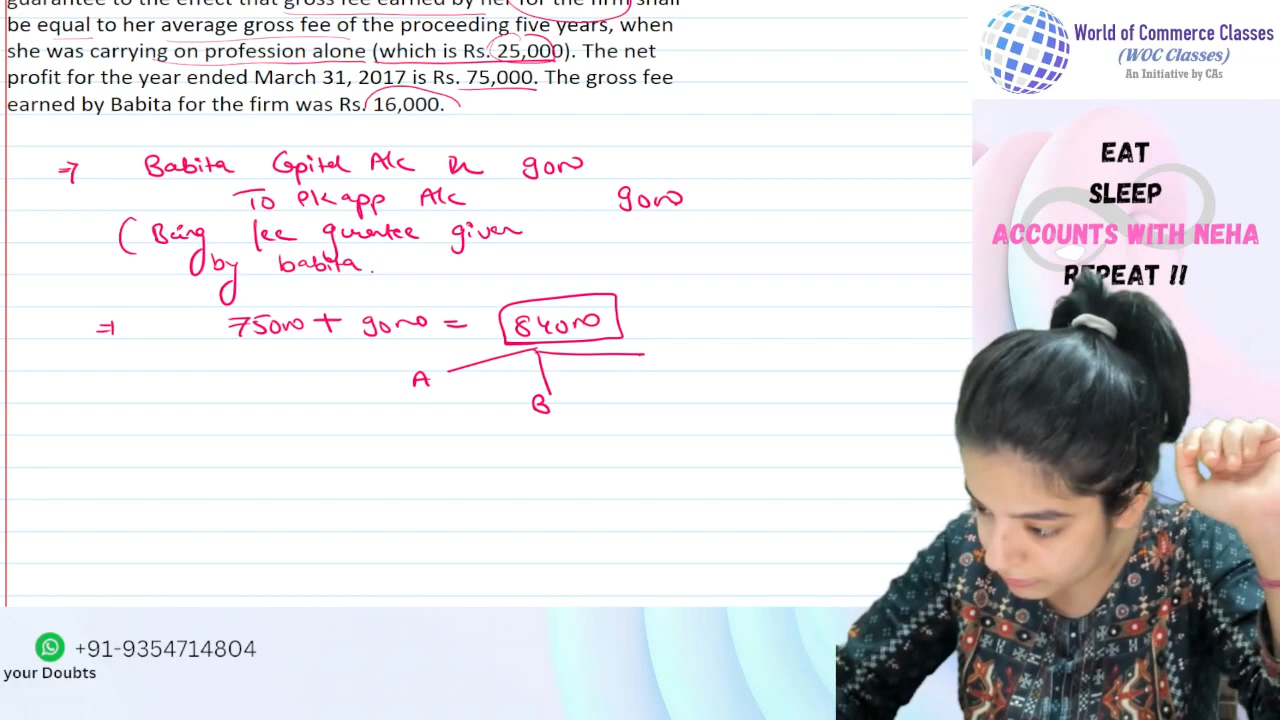 guarantee to the effect that gross fee earned by her for the firm shall
be equal to her average gross fee of the proceeding five years, when
she was carrying on profession alone (which is Rs. 25,000). The net
profit for the year ended March 31, 2017 is Rs. 75,000. The gross fee
earned by Babita for the firm was Rs. 16,000.
⇒ Babita Capital A/c Dr 9000
To P/L app A/c 9000
(Being fee gurentee given
by babita.
⇒ 75000 + 9000 = 84000
A
B
World of Commerce Classes
(WOC Classes)
An Initiative by CAs
EAT
SLEEP
ACCOUNTS WITH NEHA
REPEAT !!
+91-9354714804
your Doubts